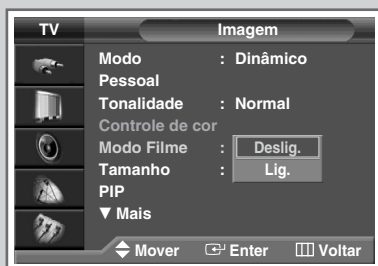 TV Imagem
Modo : Dinâmico
Pessoal
Tonalidade : Normal
Controle de cor
Modo Filme : Deslig.
Tamanho : Lig.
PIP
▼ Mais
Mover Enter Voltar